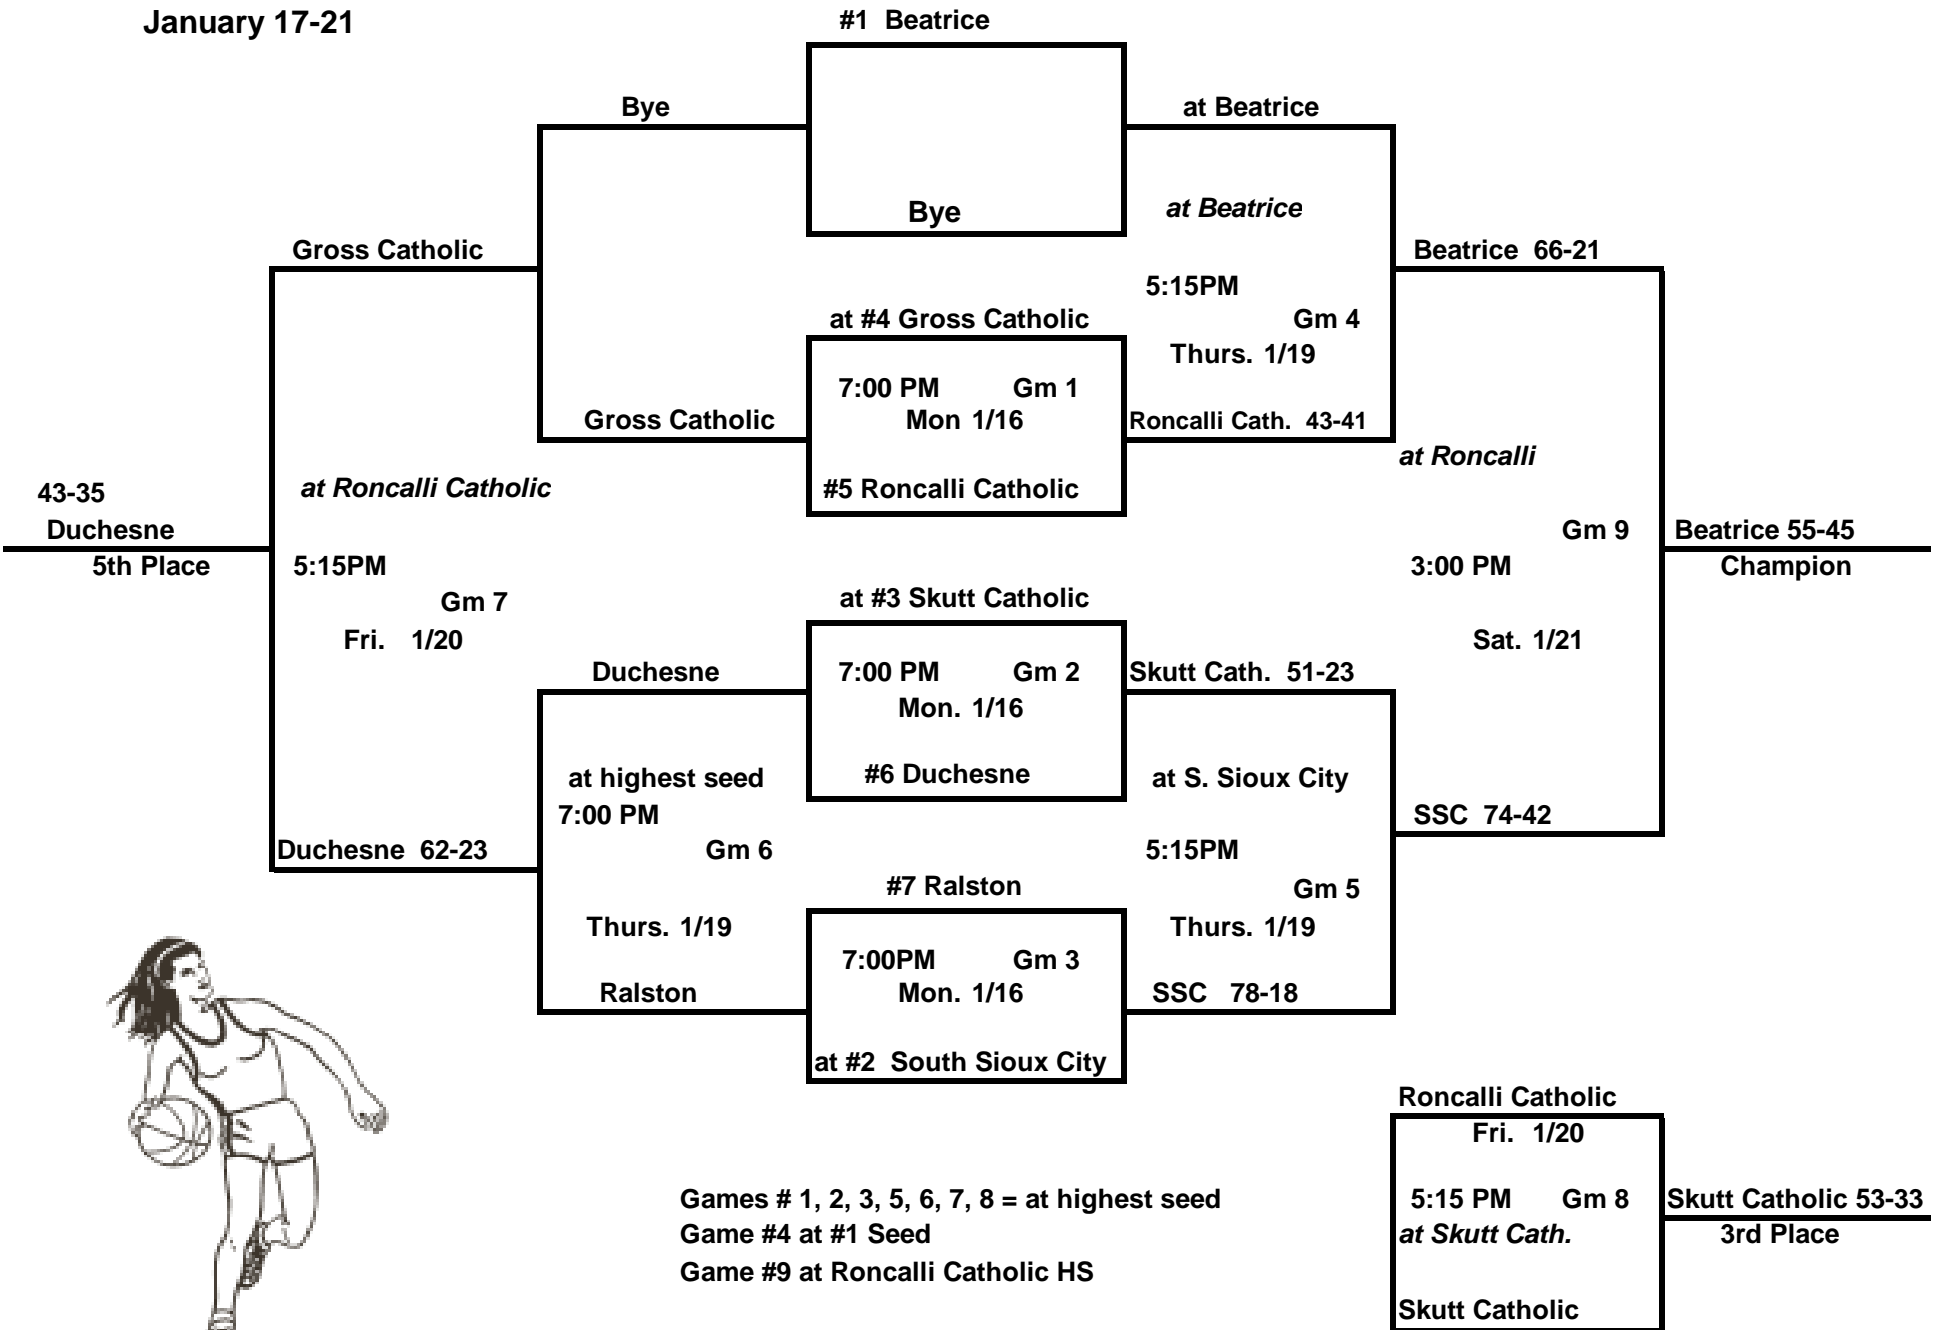 January 17-21
#1 Beatrice
Bye
at Beatrice
Bye
at Beatrice
Gross Catholic
Beatrice 66-21
5:15PM
at #4 Gross Catholic
Gm 4
Thurs. 1/19
7:00 PM Gm 1
Gross Catholic
Mon 1/16
Roncalli Cath. 43-41
at Roncalli
43-35
at Roncalli Catholic
#5 Roncalli Catholic
Duchesne
Gm 9
Beatrice 55-45
5th Place
5:15PM
3:00 PM
Champion
Gm 7
at #3 Skutt Catholic
Fri. 1/20
Sat. 1/21
Duchesne
7:00 PM Gm 2
Skutt Cath. 51-23
Mon. 1/16
at highest seed
#6 Duchesne
at S. Sioux City
7:00 PM
SSC 74-42
Duchesne 62-23
Gm 6
5:15PM
#7 Ralston
Gm 5
Thurs. 1/19
Thurs. 1/19
7:00PM Gm 3
Ralston
Mon. 1/16
SSC 78-18
at #2 South Sioux City
Roncalli Catholic
Fri. 1/20
Games # 1, 2, 3, 5, 6, 7, 8 = at highest seed
5:15 PM Gm 8
Skutt Catholic 53-33
Game #4 at #1 Seed
at Skutt Cath.
3rd Place
Game #9 at Roncalli Catholic HS
Skutt Catholic